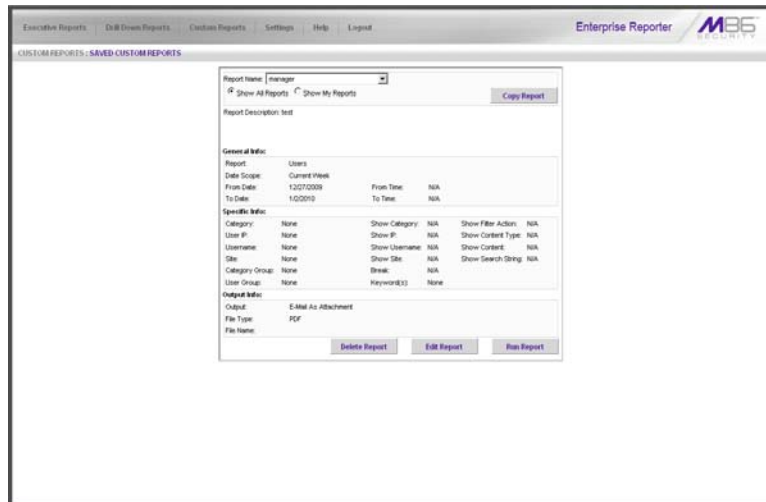 Executive Reports Drill Down Reports Custom Reports Settings Help Logout Enterprise Reporter M86 SECURITY
CUSTOM REPORTS : SAVED CUSTOM REPORTS
Report Name: manager
Show All Reports Show My Reports Copy Report
Report Description: test
General Info:
Report: Users
Date Scope: Current Week
From Date: 12/27/2009 From Time: N/A
To Date: 1/2/2010 To Time: N/A
Specific Info:
Category: None Show Category: N/A Show Filter Action: N/A
User IP: None Show IP: N/A Show Content Type: N/A
Username: None Show Username: N/A Show Content: N/A
Site: None Show Site: N/A Show Search String: N/A
Category Group: None Break: N/A
User Group: None Keyword(s): None
Output Info:
Output: E-Mail As Attachment
File Type: PDF
File Name:
Delete Report Edit Report Run Report